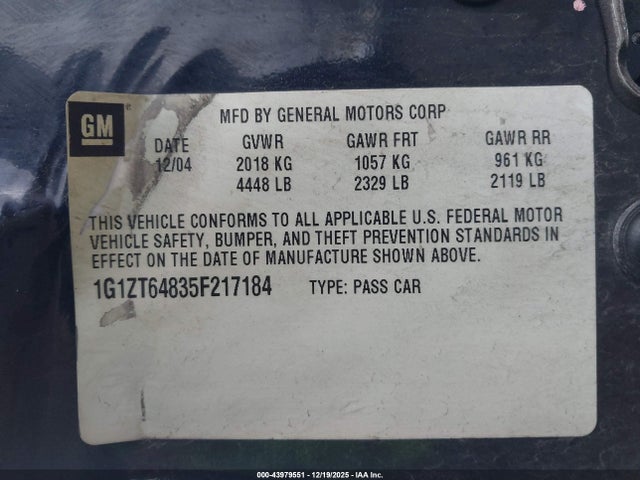 GM
MFD BY GENERAL MOTORS CORP
DATE GVWR GAWR FRT GAWR RR
12/04 2018 KG 1057 KG 961 KG
4448 LB 2329 LB 2119 LB
THIS VEHICLE CONFORMS TO ALL APPLICABLE U.S. FEDERAL MOTOR
VEHICLE SAFETY, BUMPER, AND THEFT PREVENTION STANDARDS IN
EFFECT ON THE DATE OF MANUFACTURE SHOWN ABOVE.
1G1ZT64835F217184 TYPE: PASS CAR
000-43979551 - 12/19/2025 - IAA Inc.